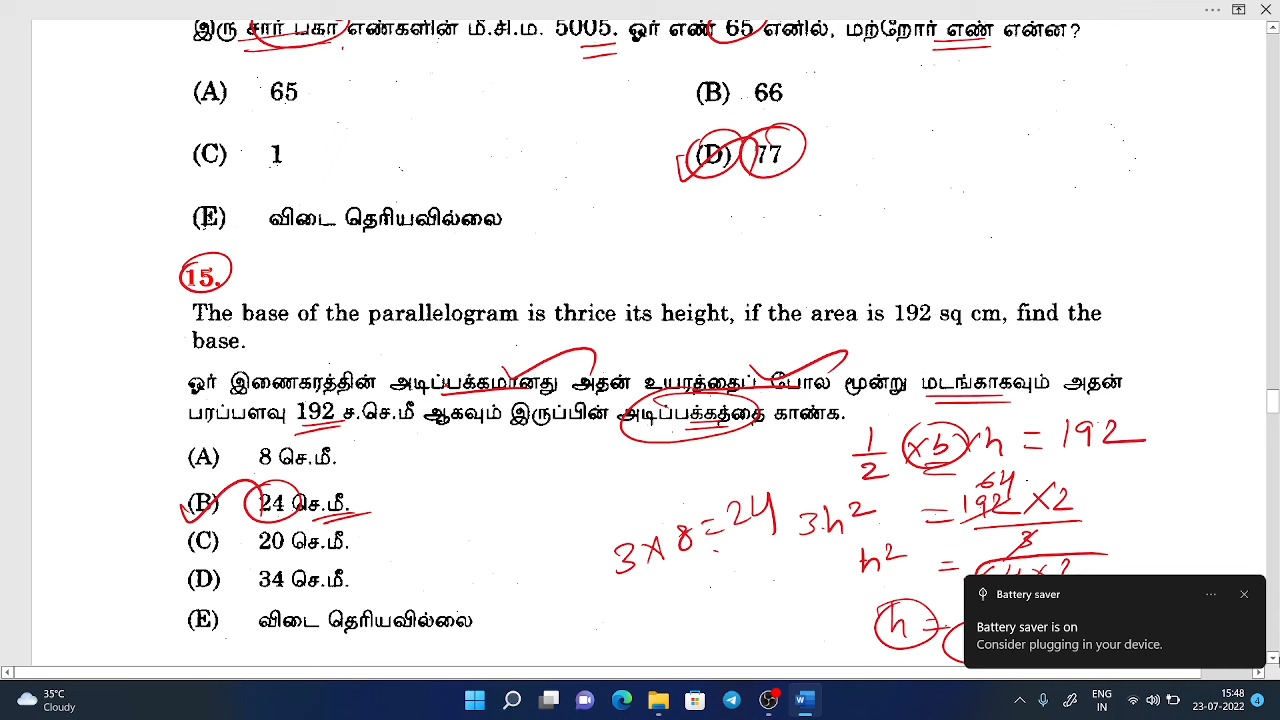 இரு சார் பகா எண்களின் மீ.சி.ம. 5005. ஓர் எண் 65 எனில், மற்றோர் எண் என்ன?
(A) 65
(B) 66
(C) 1
(D) 77
(E) விடை தெரியவில்லை
15.
The base of the parallelogram is thrice its height, if the area is 192 sq cm, find the
base.
ஓர் இணைகரத்தின் அடிப்பக்கமானது அதன் உயரத்தைப் போல மூன்று மடங்காகவும் அதன்
பரப்பளவு 192 ச.செ.மீ ஆகவும் இருப்பின் அடிப்பக்கத்தை காண்க.
(A) 8 செ.மீ.
(B) 24 செ.மீ.
(C) 20 செ.மீ.
(D) 34 செ.மீ.
(E) விடை தெரியவில்லை
1/2 × b × h = 192
64
3h² = 192 × 2
3
3 × 8 = 24
h² =
h =
Battery saver
Battery saver is on
Consider plugging in your device.
35°C
Cloudy
ENG
IN
15:48
23-07-2022
4